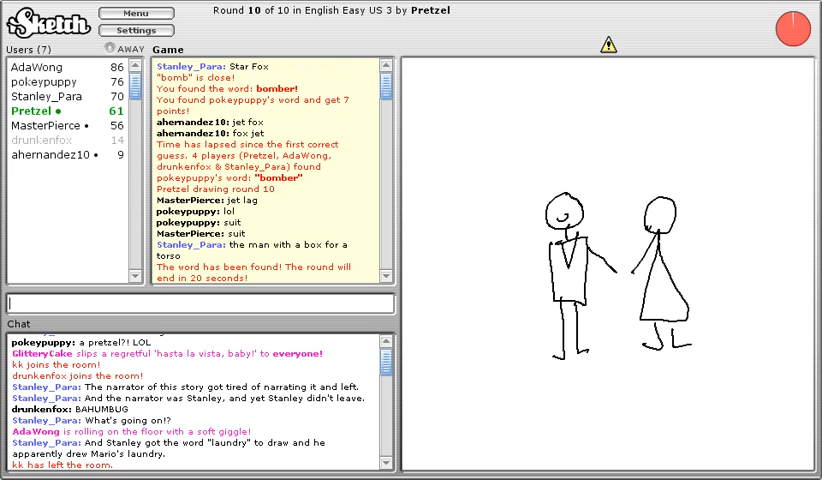 iSketch
Menu
Settings
Round 10 of 10 in English Easy US 3 by Pretzel
Users (7)
AWAY
AdaWong 86
pokeypuppy 76
Stanley_Para 70
Pretzel • 61
MasterPierce • 56
drunkenfox 14
ahernandez10 • 9
Game
Stanley_Para: Star Fox
"bomb" is close!
You found the word: bomber!
You found pokeypuppy's word and get 7
points!
ahernandez10: jet fox
ahernandez10: fox jet
Time has lapsed since the first correct
guess. 4 players (Pretzel, AdaWong,
drunkenfox & Stanley_Para) found
pokeypuppy's word: "bomber"
Pretzel drawing round 10
MasterPierce: jet lag
pokeypuppy: lol
pokeypuppy: suit
MasterPierce: suit
Stanley_Para: the man with a box for a
torso
The word has been found! The round will
end in 20 seconds!
Chat
pokeypuppy: a pretzel?! LOL
GlitteryCake slips a regretful 'hasta la vista, baby!' to everyone!
kk joins the room!
drunkenfox joins the room!
Stanley_Para: The narrator of this story got tired of narrating it and left.
Stanley_Para: And the narrator was Stanley, and yet Stanley didn't leave.
drunkenfox: BAHUMBUG
Stanley_Para: What's going on!?
AdaWong is rolling on the floor with a soft giggle!
Stanley_Para: And Stanley got the word "laundry" to draw and he
apparently drew Mario's laundry.
kk has left the room.